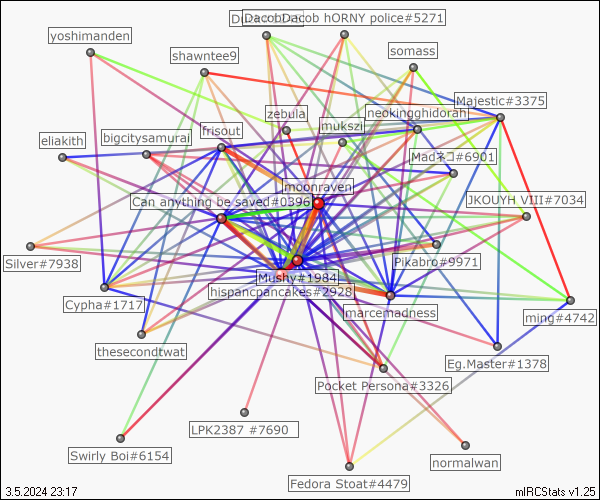 DacobDacob hORNY police#5271
yoshimanden
shawntee9
somass
Majestic#3375
zebula
neokingghidorah
mukszi
frisout
bigcitysamurai
eliakith
Madネコ#6901
moonraven
Can anything be saved#0396
JKOUYH VIII#7034
Silver#7938
Pikabro#9971
Mushy#1984
hispancpancakes#2928
Cypha#1717
marcemadness
ming#4742
thesecondtwat
Eg.Master#1378
Pocket Persona#3326
LPK2387 #7690
Swirly Boi#6154
normalwan
Fedora Stoat#4479
3.5.2024 23:17
mIRCStats v1.25